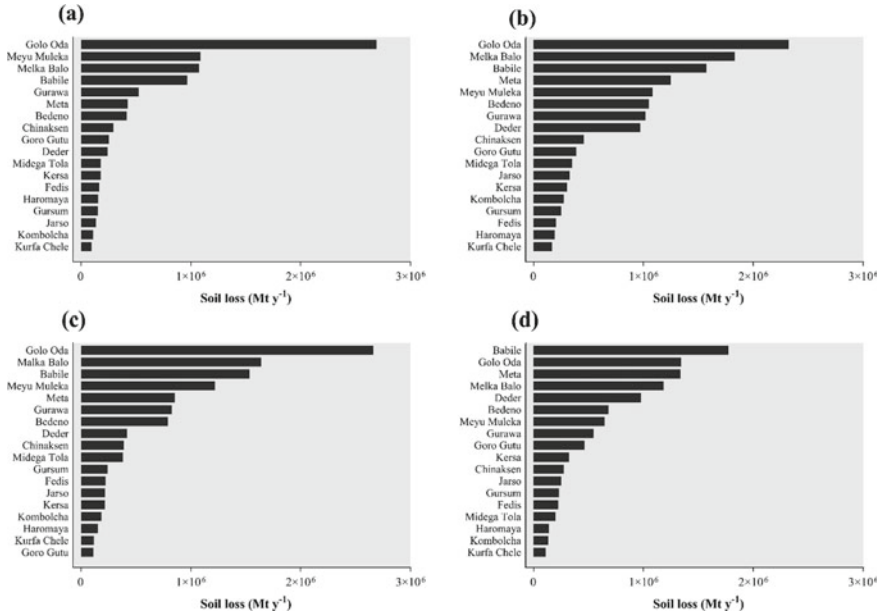 (a)
Golo Oda
Meyu Muleka
Melka Balo
Babile
Gurawa
Meta
Bedeno
Chinaksen
Goro Gutu
Deder
Midega Tola
Kersa
Fedis
Haromaya
Gursum
Jarso
Kombolcha
Kurfa Chele
0 1×10⁶ 2×10⁶ 3×10⁶
Soil loss (Mt y⁻¹)
(b)
Golo Oda
Melka Balo
Babile
Meta
Meyu Muleka
Bedeno
Gurawa
Deder
Chinaksen
Goro Gutu
Midega Tola
Jarso
Kersa
Kombolcha
Gursum
Fedis
Haromaya
Kurfa Chele
0 1×10⁶ 2×10⁶ 3×10⁶
Soil loss (Mt y⁻¹)
(c)
Golo Oda
Malka Balo
Babile
Meyu Muleka
Meta
Gurawa
Bedeno
Deder
Chinaksen
Midega Tola
Gursum
Fedis
Jarso
Kersa
Kombolcha
Haromaya
Kurfa Chele
Goro Gutu
0 1×10⁶ 2×10⁶ 3×10⁶
Soil loss (Mt y⁻¹)
(d)
Babile
Golo Oda
Meta
Melka Balo
Deder
Bedeno
Meyu Muleka
Gurawa
Goro Gutu
Kersa
Chinaksen
Jarso
Gursum
Fedis
Midega Tola
Haromaya
Kombolcha
Kurfa Chele
0 1×10⁶ 2×10⁶ 3×10⁶
Soil loss (Mt y⁻¹)